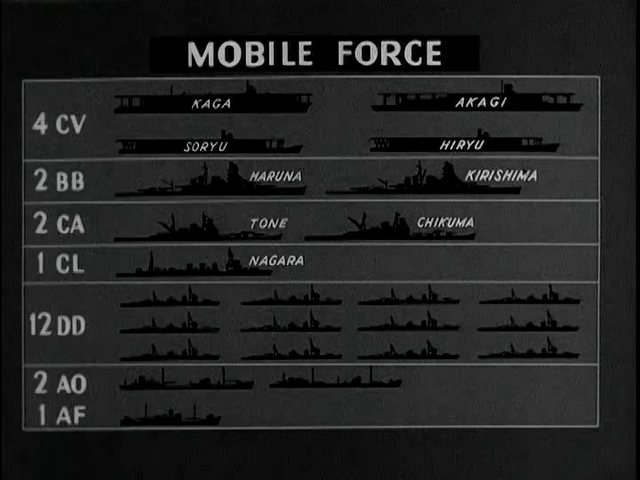 MOBILE FORCE
4 CV
KAGA
AKAGI
SORYU
HIRYU
2 BB
HARUNA
KIRISHIMA
2 CA
TONE
CHIKUMA
1 CL
NAGARA
12 DD
2 AO
1 AF